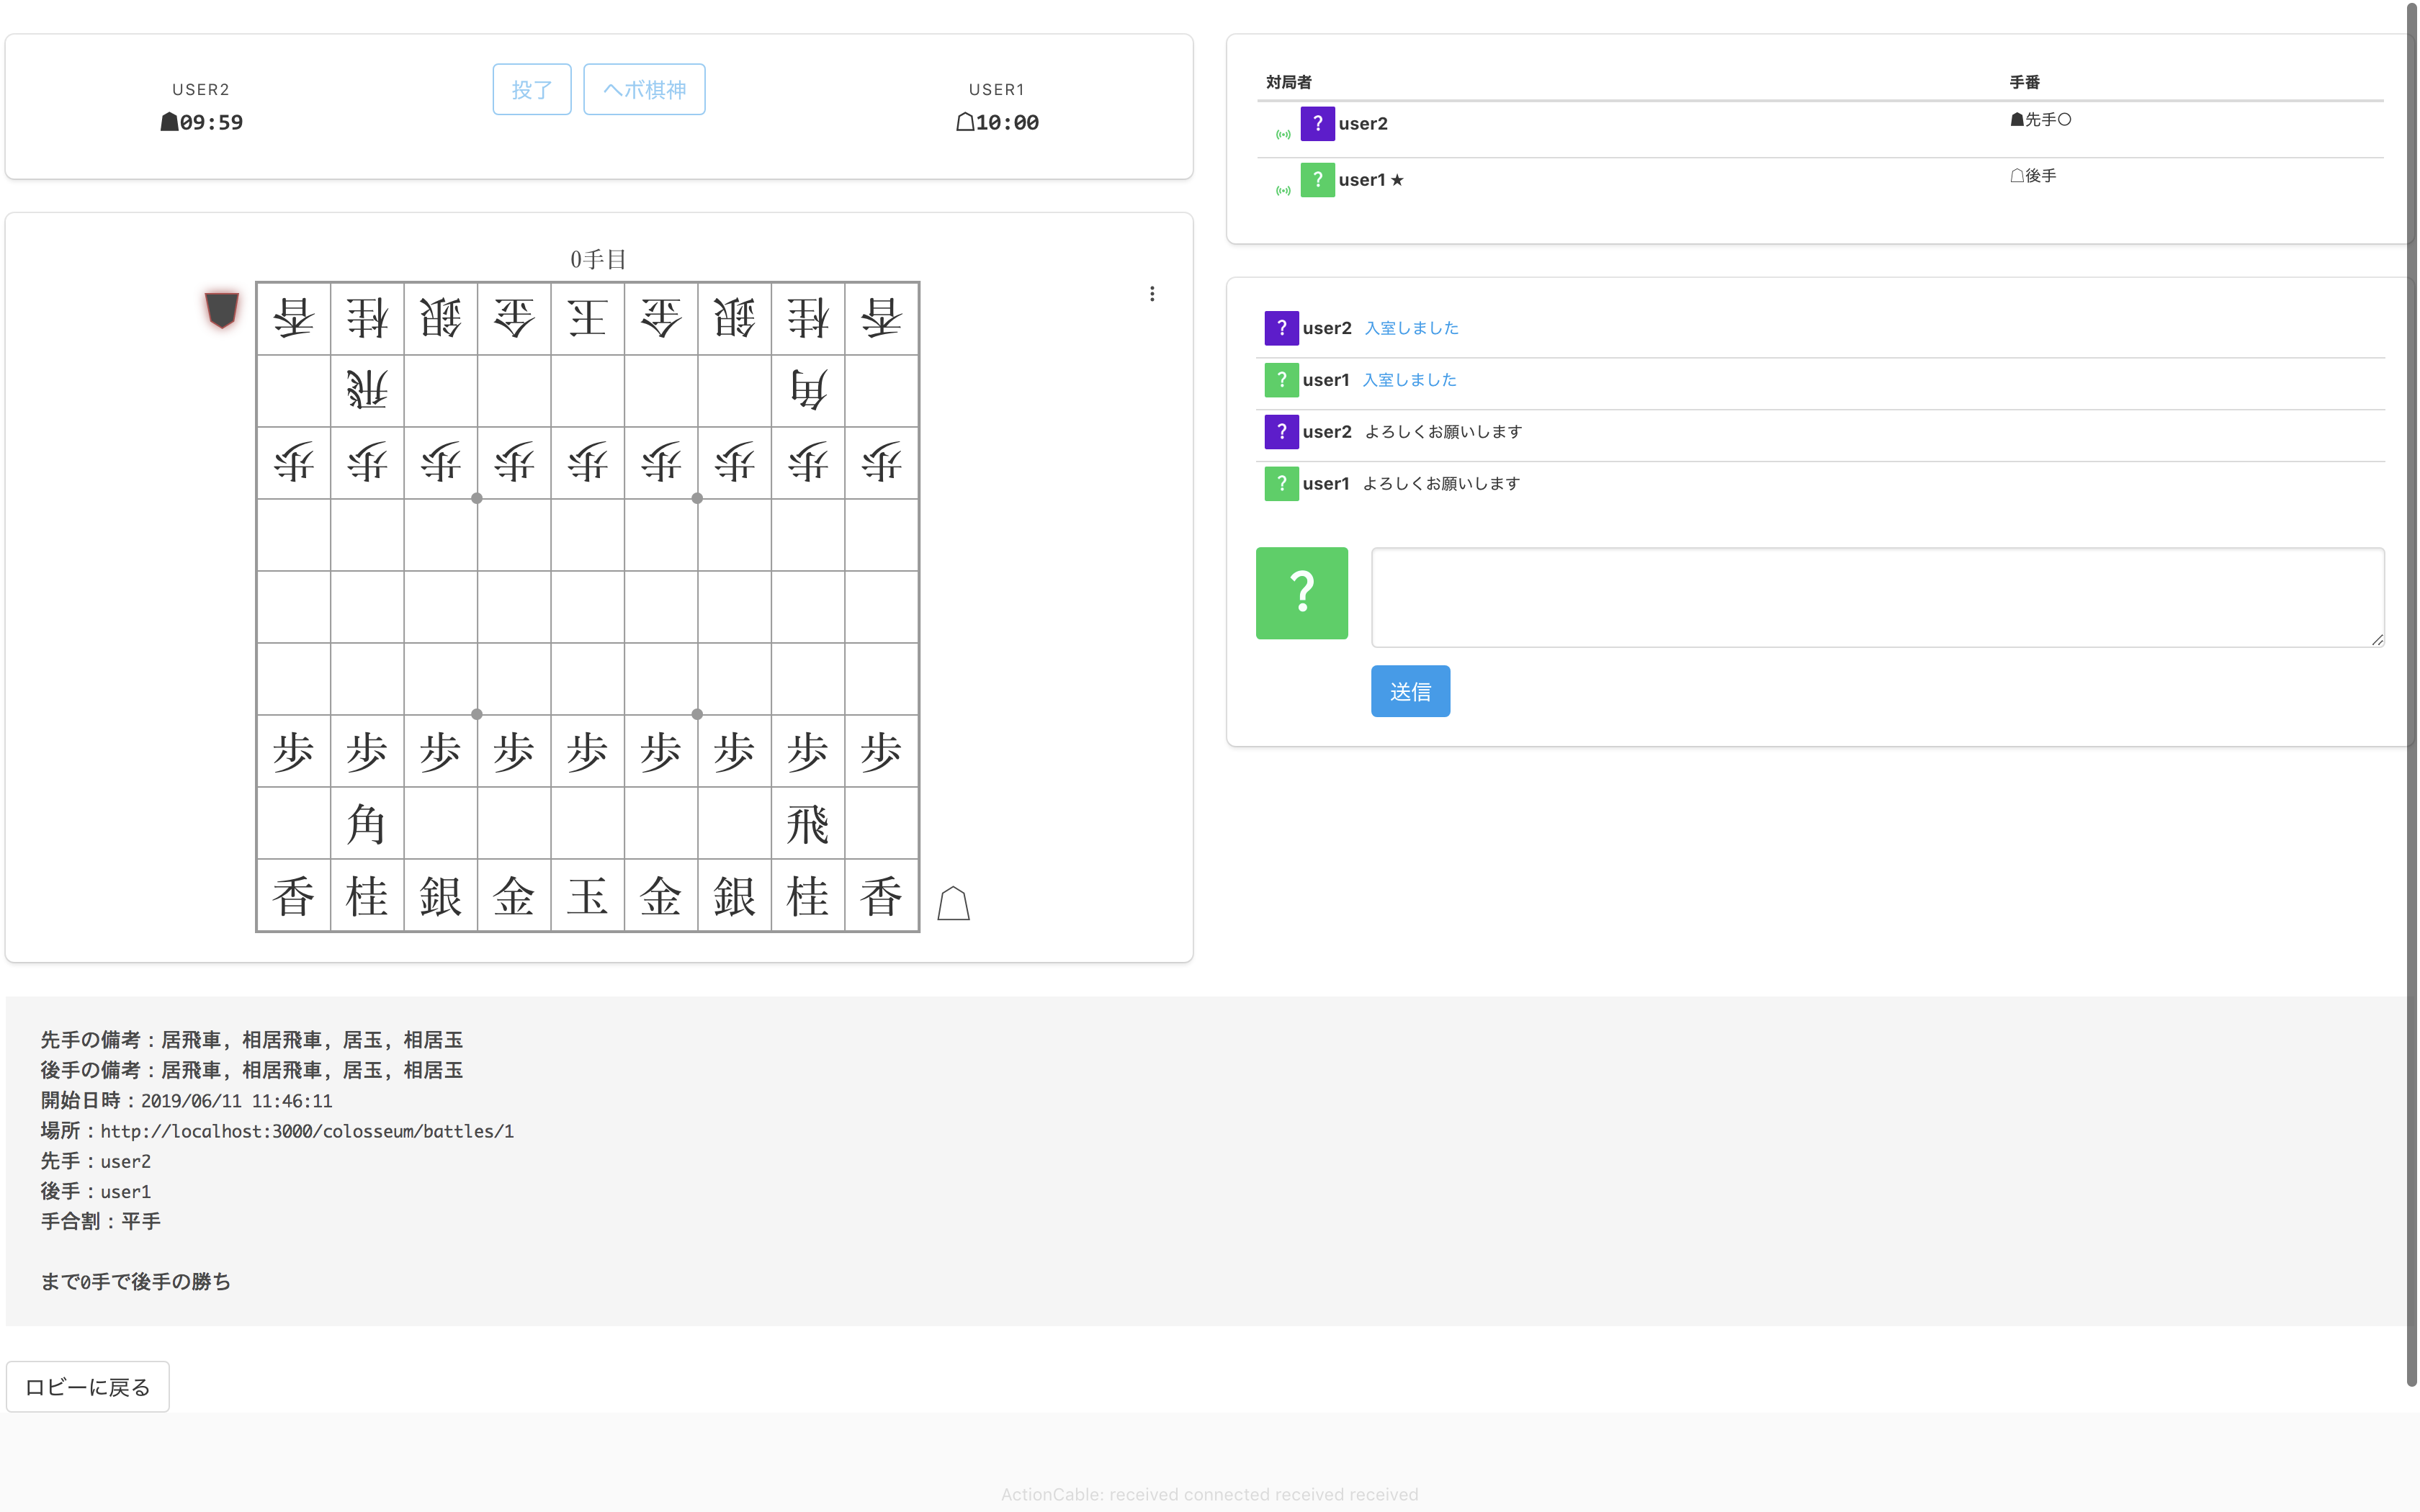 USER2
☗09:59
投了
ヘボ棋神
USER1
☖10:00
0手目
香 桂 銀 金 王 金 銀 桂 香
飛 角
歩 歩 歩 歩 歩 歩 歩 歩 歩
歩 歩 歩 歩 歩 歩 歩 歩 歩
角 飛
香 桂 銀 金 玉 金 銀 桂 香
対局者 手番
? user2 ☗先手○
? user1 ★ ☖後手
? user2 入室しました
? user1 入室しました
? user2 よろしくお願いします
? user1 よろしくお願いします
?
送信
先手の備考：居飛車, 相居飛車, 居玉, 相居玉
後手の備考：居飛車, 相居飛車, 居玉, 相居玉
開始日時：2019/06/11 11:46:11
場所：http://localhost:3000/colosseum/battles/1
先手：user2
後手：user1
手合割：平手
まで0手で後手の勝ち
ロビーに戻る
ActionCable: received connected received received